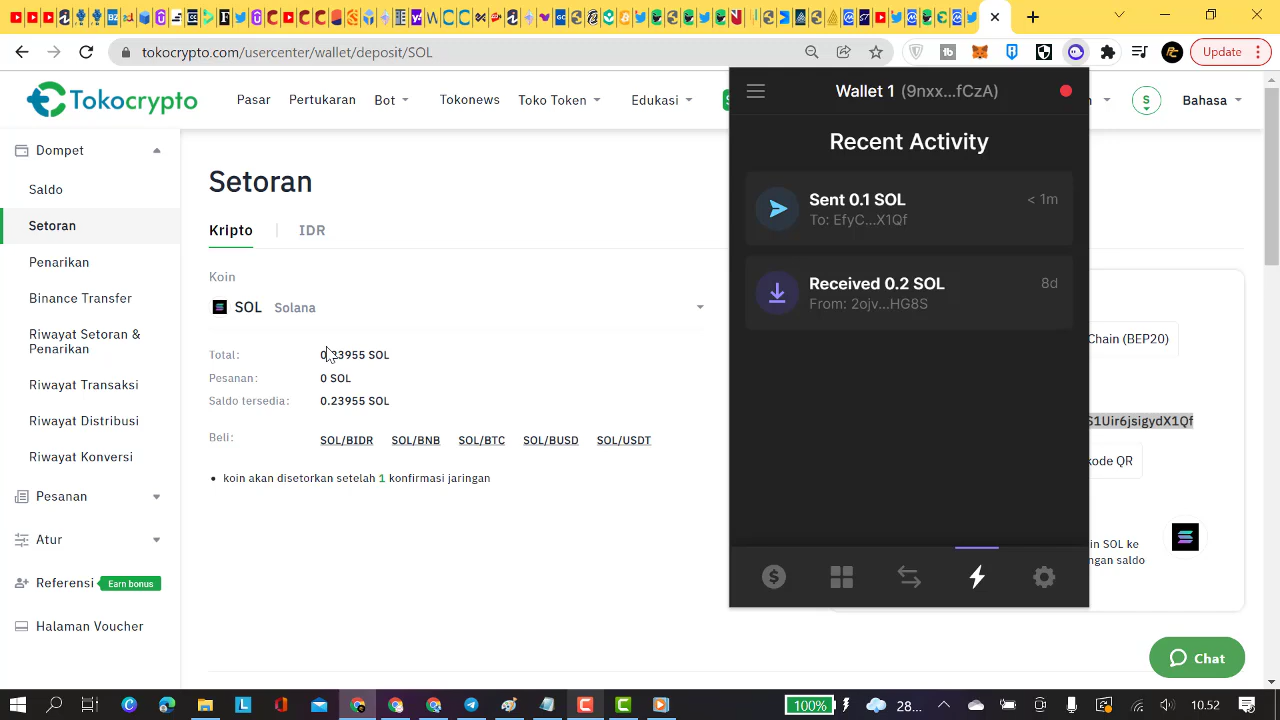 tokocrypto.com/usercenter/wallet/deposit/SOL
Update
Tokocrypto
Pasar
Pertukaran
Bot
Tokonews
Toko Token
Edukasi
Bahasa
Dompet
Saldo
Setoran
Penarikan
Binance Transfer
Riwayat Setoran &
Penarikan
Riwayat Transaksi
Riwayat Distribusi
Riwayat Konversi
Pesanan
Atur
Referensi
Earn bonus
Halaman Voucher
Setoran
Kripto
IDR
Koin
SOL Solana
Total: 0.23955 SOL
Pesanan: 0 SOL
Saldo tersedia: 0.23955 SOL
Beli: SOL/BIDR SOL/BNB SOL/BTC SOL/BUSD SOL/USDT
• koin akan disetorkan setelah 1 konfirmasi jaringan
Wallet 1 (9nxx...fCzA)
Recent Activity
Sent 0.1 SOL
< 1m
To: EfyC...X1Qf
Received 0.2 SOL
8d
From: 2ojv...HG8S
Chain (BEP20)
S1Uir6jsigydX1Qf
kode QR
in SOL ke
ngan saldo
Chat
100%
28...
10.52